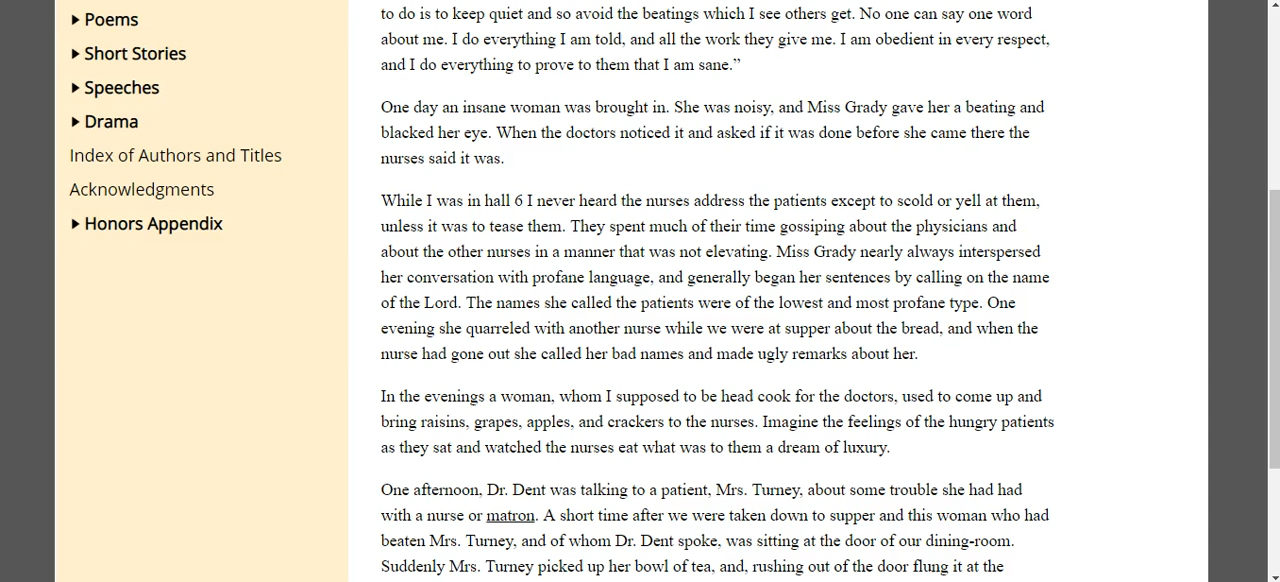 Poems
Short Stories
Speeches
Drama
Index of Authors and Titles
Acknowledgments
Honors Appendix
to do is to keep quiet and so avoid the beatings which I see others get. No one can say one word
about me. I do everything I am told, and all the work they give me. I am obedient in every respect,
and I do everything to prove to them that I am sane.”
One day an insane woman was brought in. She was noisy, and Miss Grady gave her a beating and
blacked her eye. When the doctors noticed it and asked if it was done before she came there the
nurses said it was.
While I was in hall 6 I never heard the nurses address the patients except to scold or yell at them,
unless it was to tease them. They spent much of their time gossiping about the physicians and
about the other nurses in a manner that was not elevating. Miss Grady nearly always interspersed
her conversation with profane language, and generally began her sentences by calling on the name
of the Lord. The names she called the patients were of the lowest and most profane type. One
evening she quarreled with another nurse while we were at supper about the bread, and when the
nurse had gone out she called her bad names and made ugly remarks about her.
In the evenings a woman, whom I supposed to be head cook for the doctors, used to come up and
bring raisins, grapes, apples, and crackers to the nurses. Imagine the feelings of the hungry patients
as they sat and watched the nurses eat what was to them a dream of luxury.
One afternoon, Dr. Dent was talking to a patient, Mrs. Turney, about some trouble she had had
with a nurse or matron. A short time after we were taken down to supper and this woman who had
beaten Mrs. Turney, and of whom Dr. Dent spoke, was sitting at the door of our dining-room.
Suddenly Mrs. Turney picked up her bowl of tea, and, rushing out of the door flung it at the